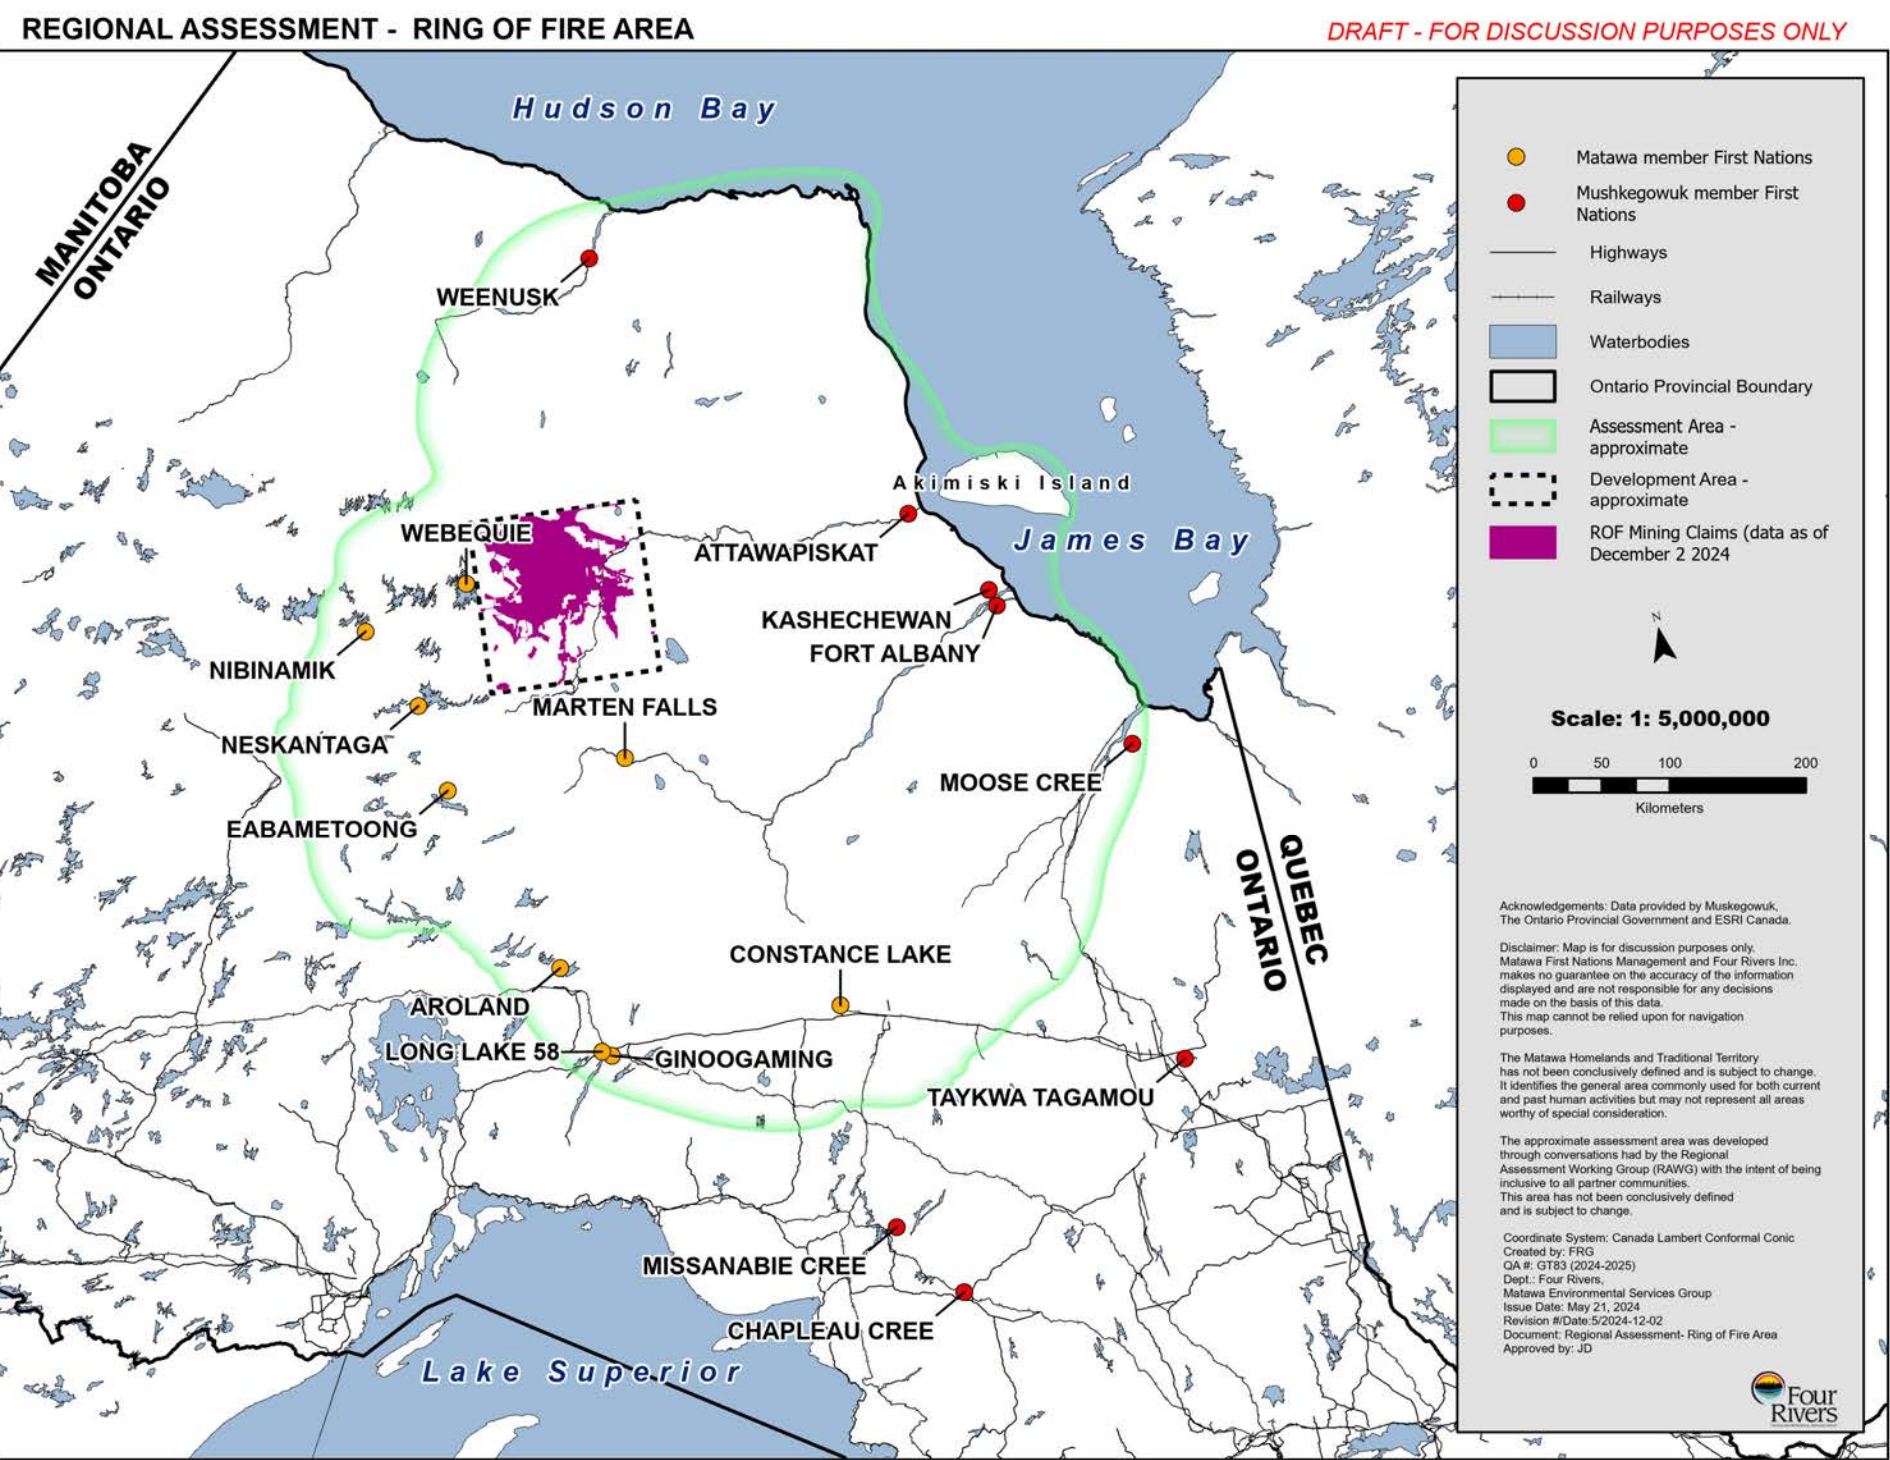 REGIONAL ASSESSMENT - RING OF FIRE AREA
DRAFT - FOR DISCUSSION PURPOSES ONLY
Hudson Bay
MANITOBA
ONTARIO
WEENUSK
Akimiski Island
WEBEQUIE
ATTAWAPISKAT
James Bay
KASHECHEWAN
FORT ALBANY
NIBINAMIK
MARTEN FALLS
NESKANTAGA
MOOSE CREE
EABAMETOONG
QUEBEC
ONTARIO
CONSTANCE LAKE
AROLAND
LONG LAKE 58
GINOOGAMING
TAYKWA TAGAMOU
MISSANABIE CREE
CHAPLEAU CREE
Lake Superior
Matawa member First Nations
Mushkegowuk member First
Nations
Highways
Railways
Waterbodies
Ontario Provincial Boundary
Assessment Area -
approximate
Development Area -
approximate
ROF Mining Claims (data as of
December 2 2024
N
Scale: 1: 5,000,000
0 50 100 200
Kilometers
Acknowledgements: Data provided by Muskegowuk,
The Ontario Provincial Government and ESRI Canada.
Disclaimer: Map is for discussion purposes only.
Matawa First Nations Management and Four Rivers Inc.
makes no guarantee on the accuracy of the information
displayed and are not responsible for any decisions
made on the basis of this data.
This map cannot be relied upon for navigation
purposes.
The Matawa Homelands and Traditional Territory
has not been conclusively defined and is subject to change.
It identifies the general area commonly used for both current
and past human activities but may not represent all areas
worthy of special consideration.
The approximate assessment area was developed
through conversations had by the Regional
Assessment Working Group (RAWG) with the intent of being
inclusive to all partner communities.
This area has not been conclusively defined
and is subject to change.
Coordinate System: Canada Lambert Conformal Conic
Created by: FRG
QA #: GT83 (2024-2025)
Dept.: Four Rivers,
Matawa Environmental Services Group
Issue Date: May 21, 2024
Revision #/Date:5/2024-12-02
Document: Regional Assessment- Ring of Fire Area
Approved by: JD
Four
Rivers